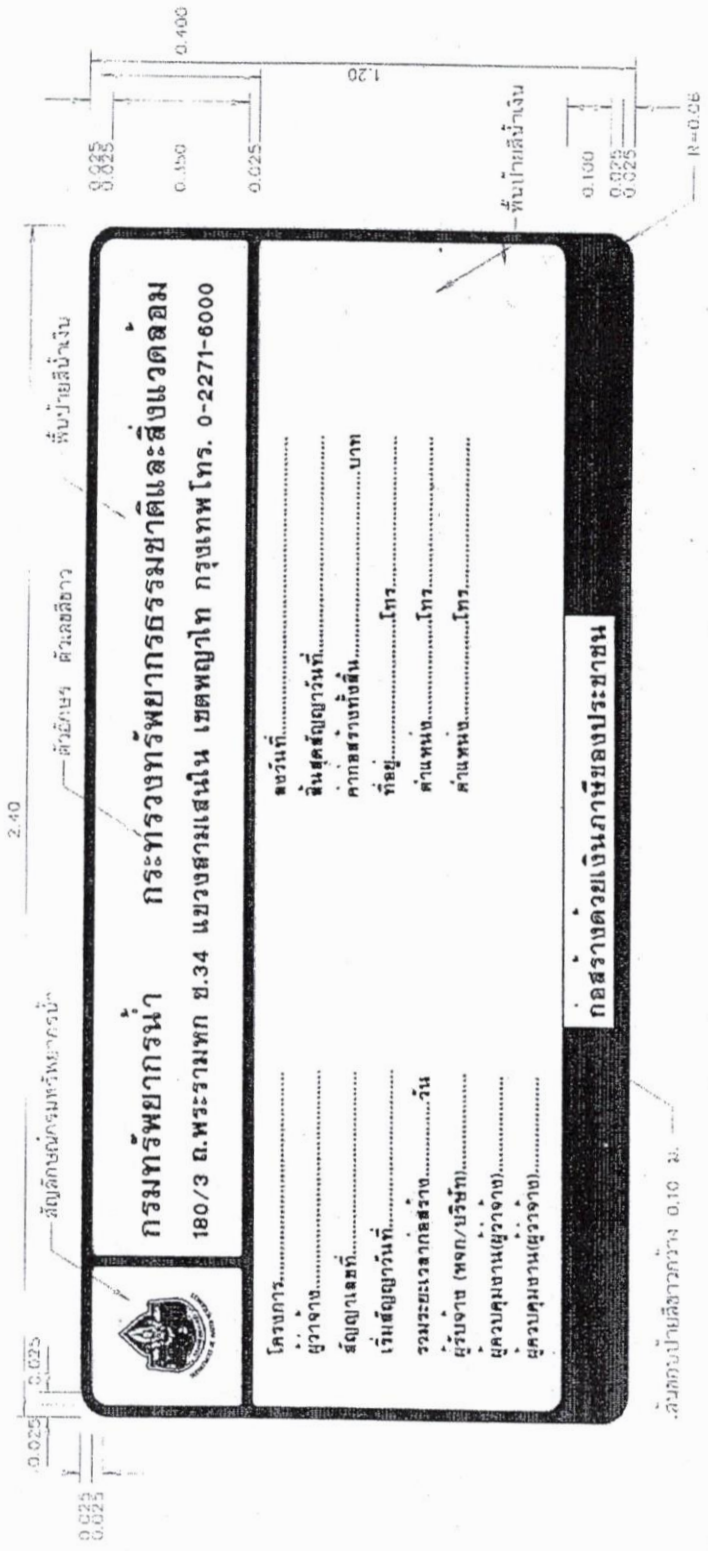 2.40
สัญลักษณ์กรมทรัพยากรน้ำ
ตัวอักษร ตัวเลขสีขาว
พื้นป้ายสีน้ำเงิน
0.025
0.025
0.025
0.025
กรมทรัพยากรน้ำ กระทรวงทรัพยากรธรรมชาติและสิ่งแวดล้อม
180/3 ถ.พระรามหก ซ.34 แขวงสามเสนใน เขตพญาไท กรุงเทพ โทร. 0-2271-6000
โครงการ
ผู้ว่าจ้าง
สัญญาเลขที่ ลงวันที่
เริ่มสัญญาวันที่ สิ้นสุดสัญญาวันที่
รวมระยะเวลาก่อสร้าง วัน ค่าก่อสร้างทั้งสิ้น บาท
ผู้รับจ้าง (หจก/บริษัท) ที่อยู่ โทร
ผู้ควบคุมงาน(ผู้ว่าจ้าง) ตำแหน่ง โทร
ผู้ควบคุมงาน(ผู้ว่าจ้าง) ตำแหน่ง โทร
ก่อสร้างด้วยเงินภาษีของประชาชน
0.025
0.025
0.025
0.400
1.20
พื้นป้ายสีน้ำเงิน
0.100
0.025
0.025
R=0.06
เส้นขอบป้ายสีขาวกว้าง 0.10 ม.